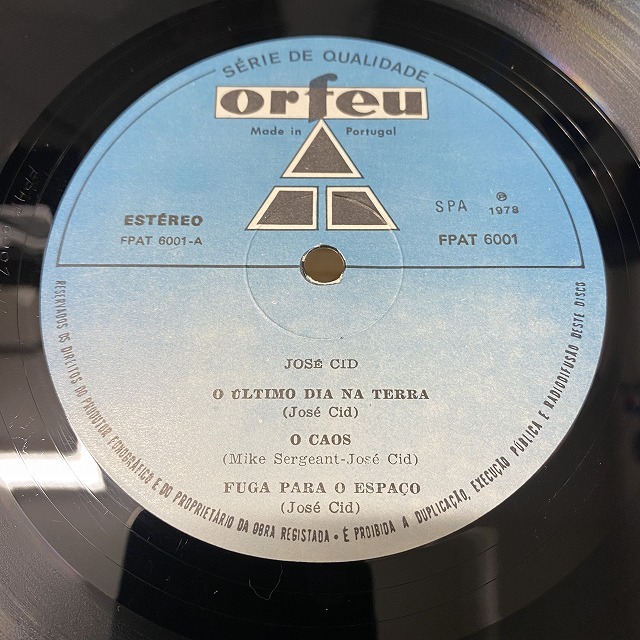 SÉRIE DE QUALIDADE
orfeu
Made in Portugal
ESTÉREO
FPAT 6001-A
SPA ℗ 1978
FPAT 6001
JOSÉ CID
O ÚLTIMO DIA NA TERRA
(José Cid)
O CAOS
(Mike Sergeant-José Cid)
FUGA PARA O ESPAÇO
(José Cid)
RESERVADOS OS DIREITOS DO PRODUTOR FONOGRÁFICO E DO PROPRIETÁRIO DA OBRA REGISTADA • É PROIBIDA A DUPLICAÇÃO, EXECUÇÃO PÚBLICA E RADIODIFUSÃO DESTE DISCO